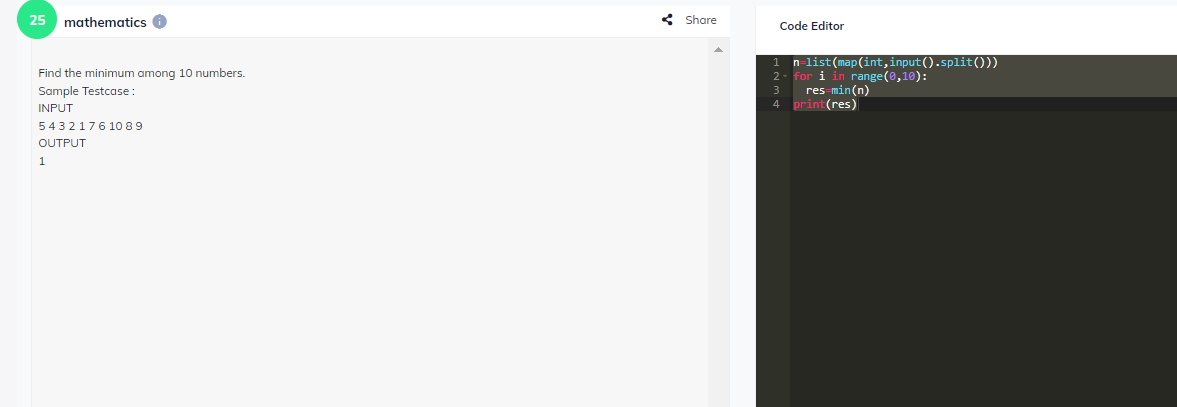 25 mathematics i Share
Find the minimum among 10 numbers.
Sample Testcase :
INPUT
5 4 3 2 1 7 6 10 8 9
OUTPUT
1
Code Editor
1 n=list(map(int,input().split()))
2 for i in range(0,10):
3 res=min(n)
4 print(res)